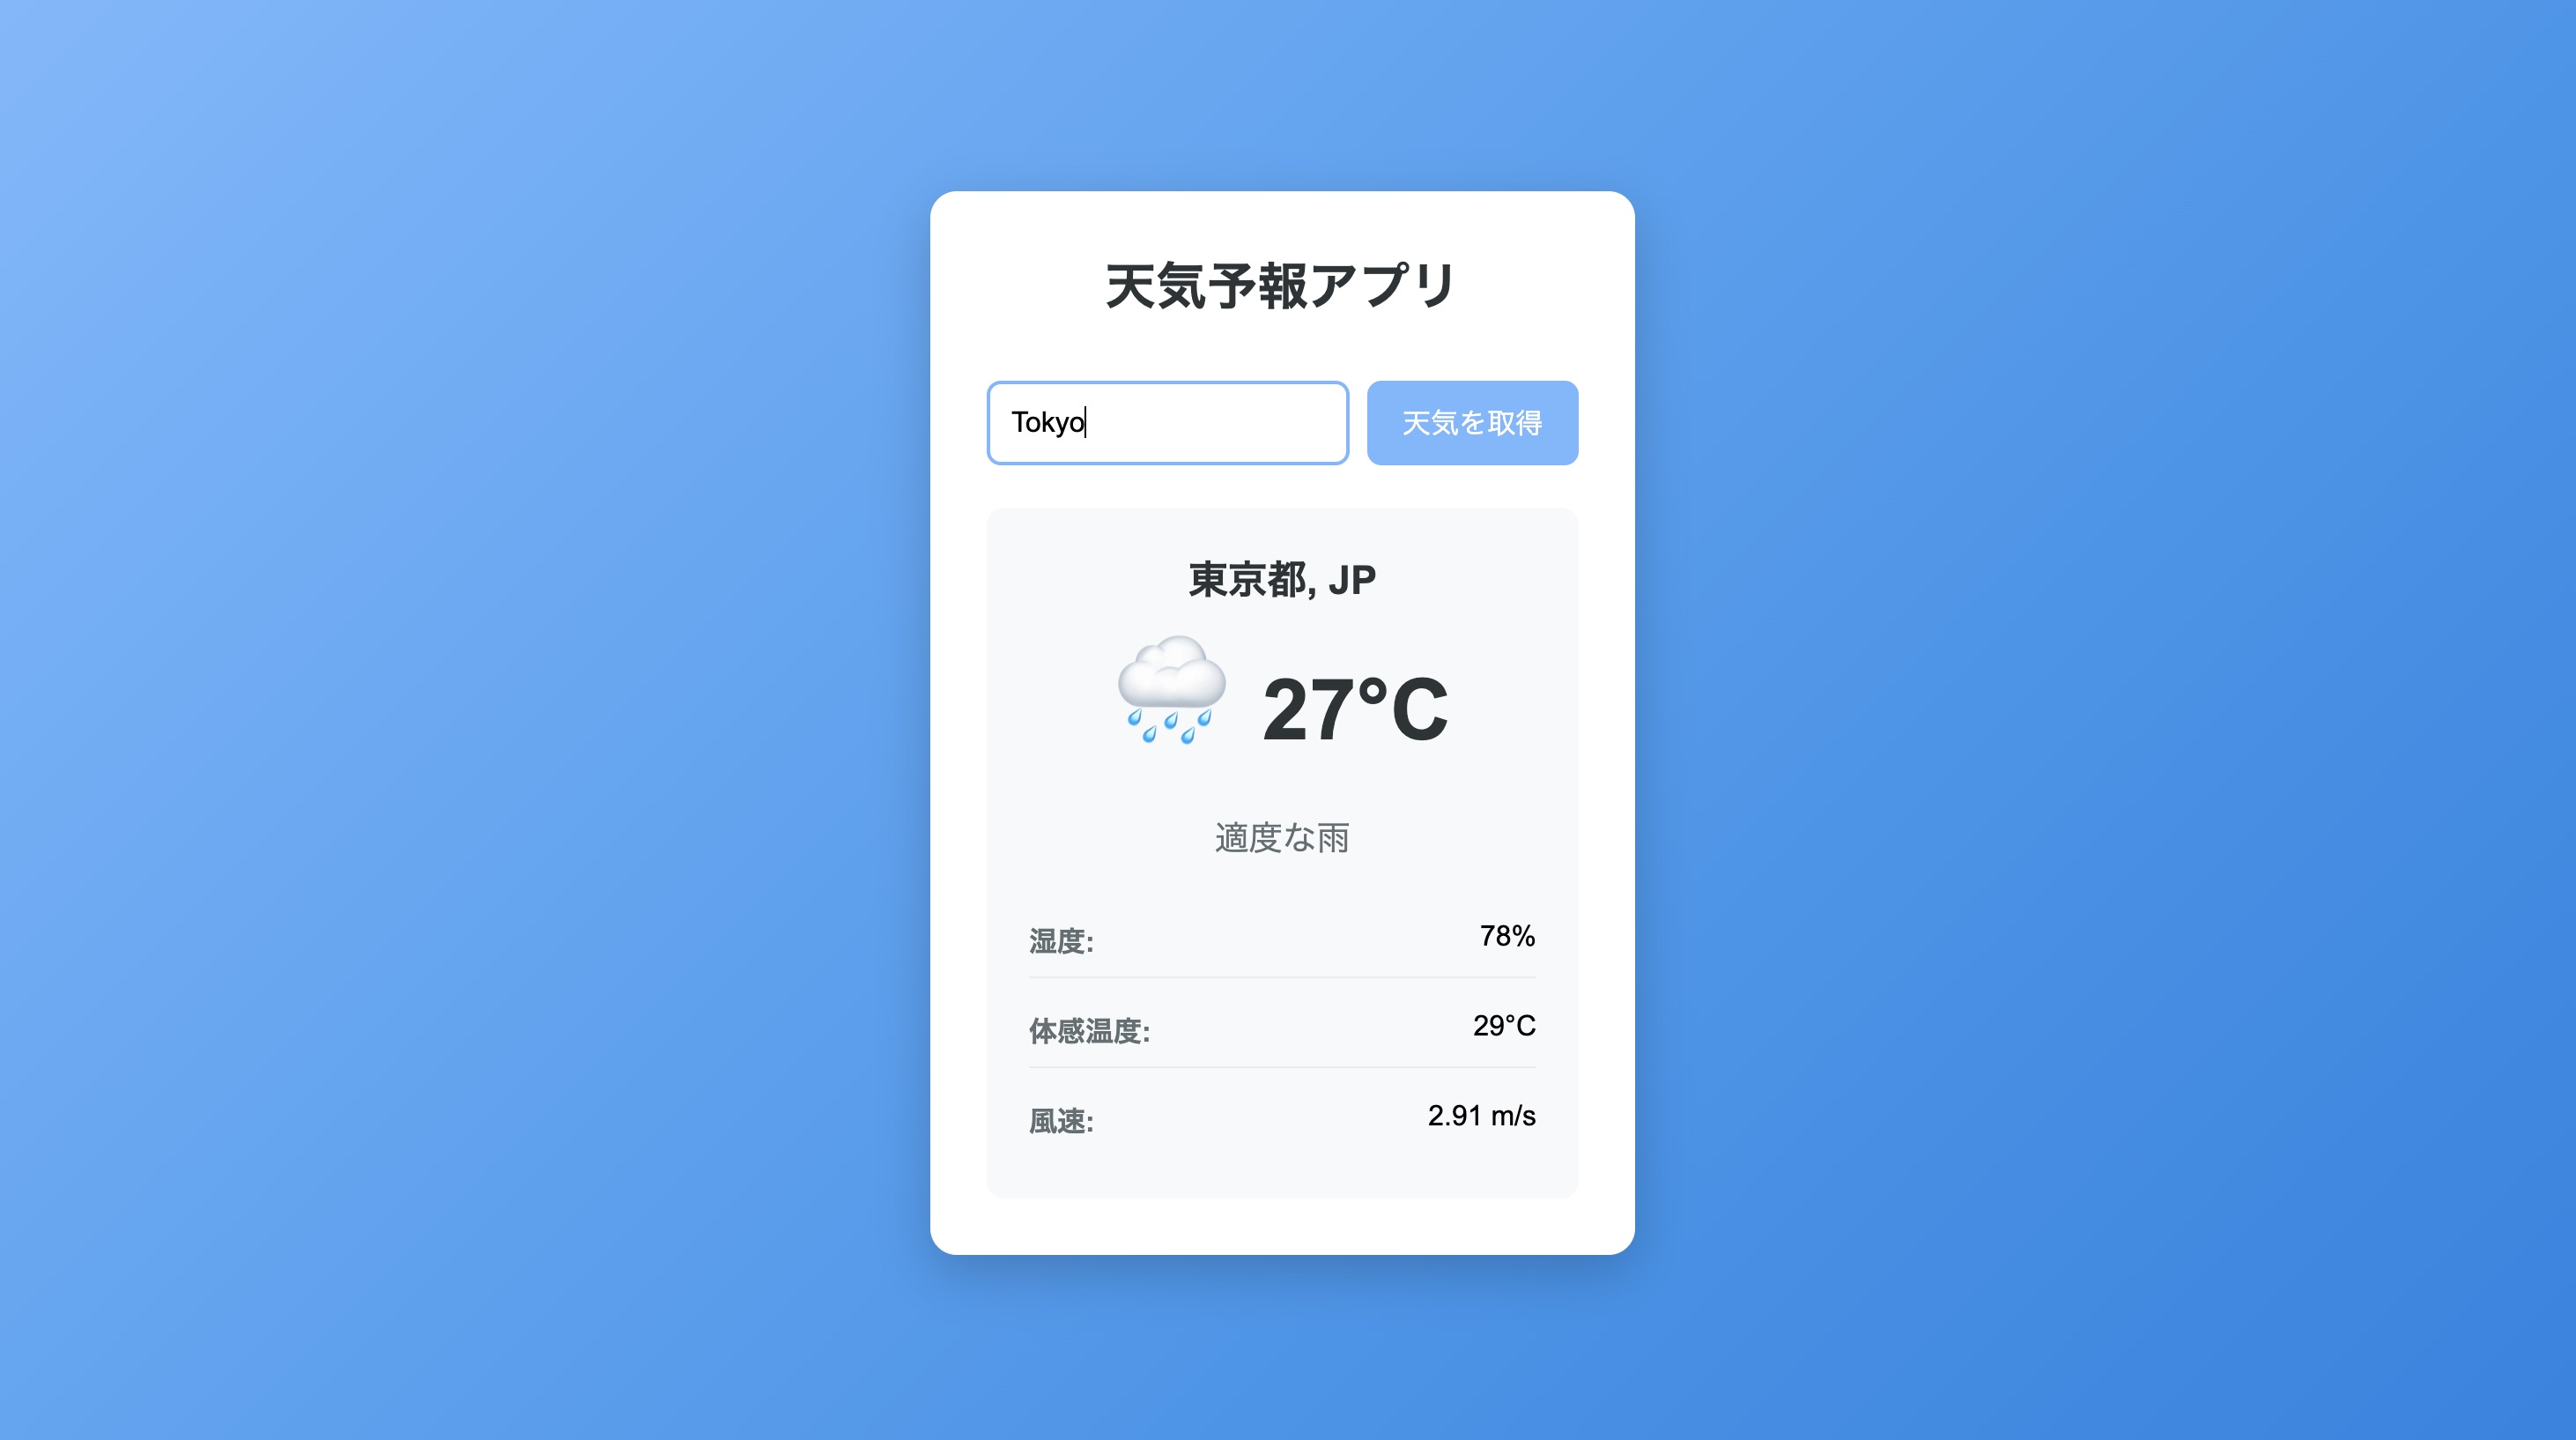 天気予報アプリ
Tokyo
天気を取得
東京都, JP
27°C
適度な雨
湿度: 78%
体感温度: 29°C
風速: 2.91 m/s